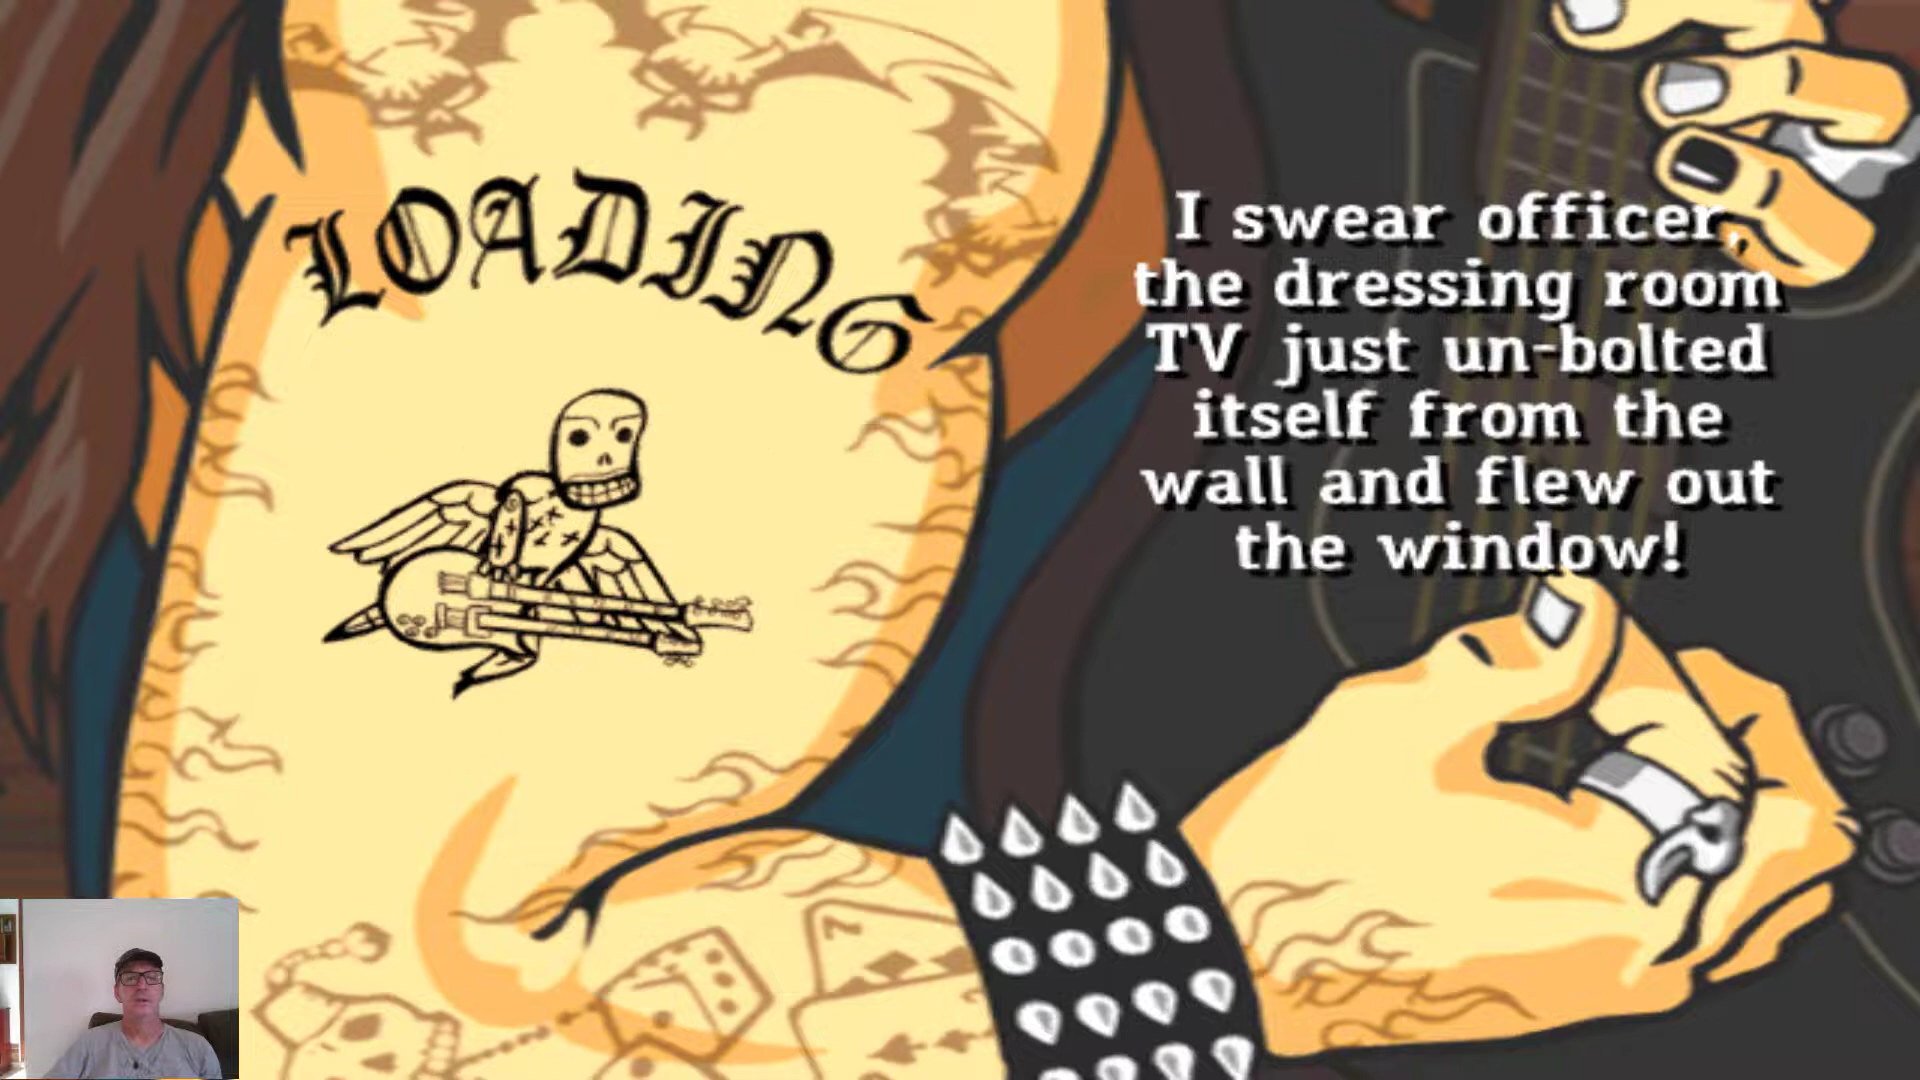 LOADING
I swear officer,
the dressing room
TV just un-bolted
itself from the
wall and flew out
the window!
7